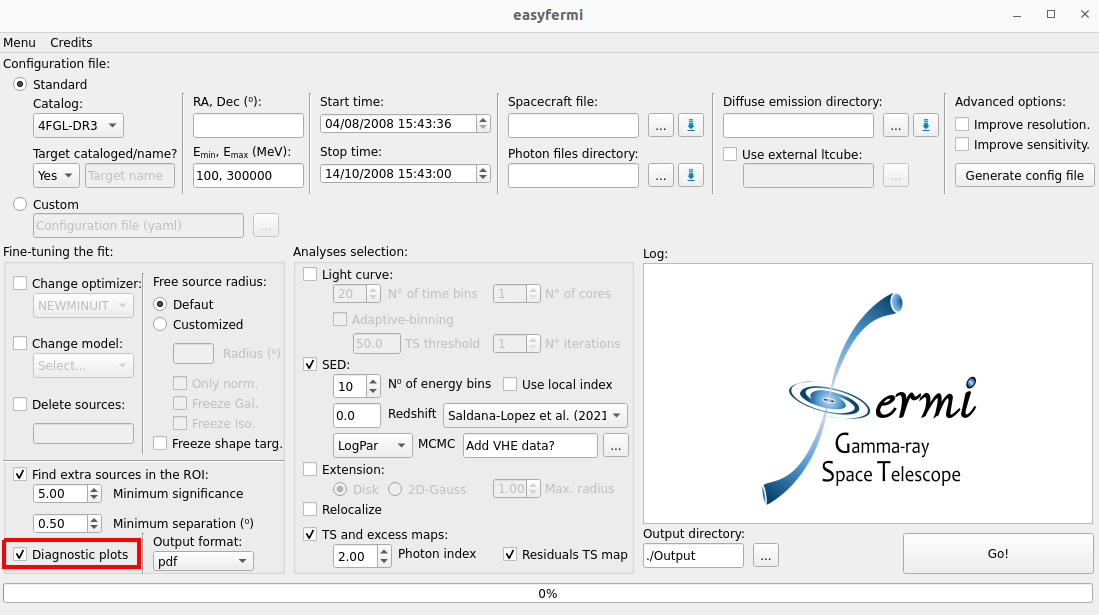 easyfermi
Menu Credits
Configuration file:
Standard
Catalog:
4FGL-DR3
Target cataloged/name?
Yes Target name
RA, Dec (⁰):
Emin, Emax (MeV):
100, 300000
Start time:
04/08/2008 15:43:36
Stop time:
14/10/2008 15:43:00
Spacecraft file:
...
Photon files directory:
...
Diffuse emission directory:
...
Use external ltcube:
...
Advanced options:
Improve resolution.
Improve sensitivity.
Generate config file
Custom
Configuration file (yaml) ...
Fine-tuning the fit:
Change optimizer:
NEWMINUIT
Change model:
Select...
Delete sources:
Free source radius:
Defaut
Customized
Radius (⁰)
Only norm.
Freeze Gal.
Freeze Iso.
Freeze shape targ.
Find extra sources in the ROI:
5.00 Minimum significance
0.50 Minimum separation (⁰)
Diagnostic plots
Output format:
pdf
Analyses selection:
Light curve:
20 N° of time bins 1 N° of cores
Adaptive-binning
50.0 TS threshold 1 N° iterations
SED:
10 N⁰ of energy bins Use local index
0.0 Redshift Saldana-Lopez et al. (2021
LogPar MCMC Add VHE data? ...
Extension:
Disk 2D-Gauss 1.00 Max. radius
Relocalize
TS and excess maps:
2.00 Photon index Residuals TS map
Log:
Fermi
Gamma-ray
Space Telescope
Output directory:
./Output ...
Go!
0%